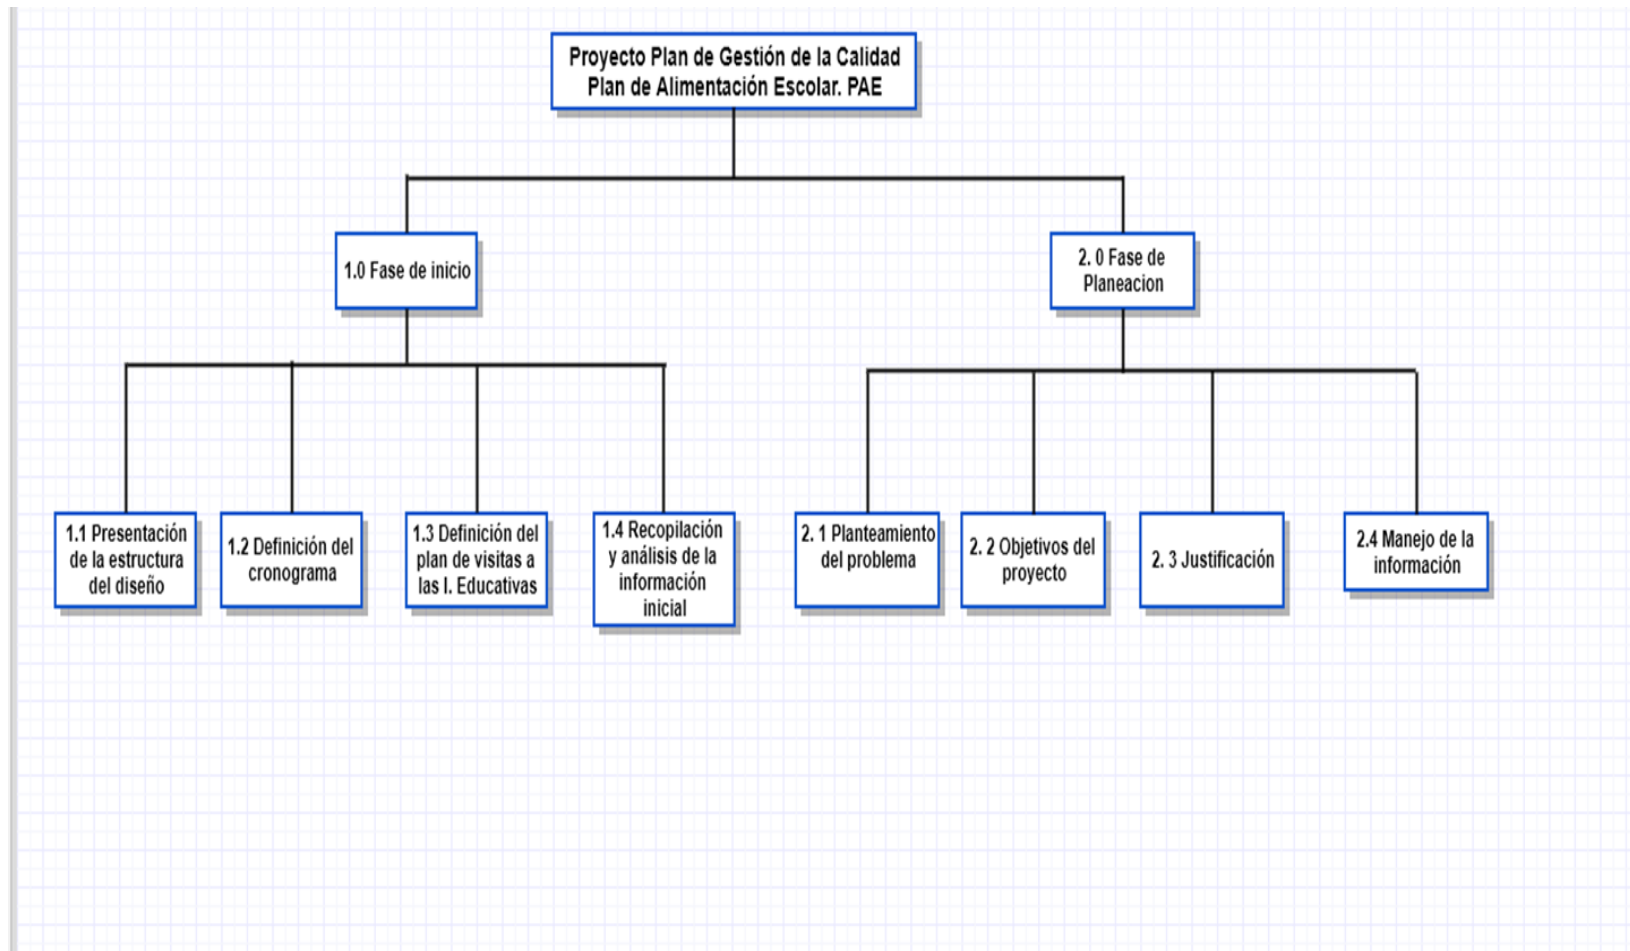 Proyecto Plan de Gestión de la Calidad
Plan de Alimentación Escolar. PAE
1.0 Fase de inicio
2. 0 Fase de
Planeacion
1.1 Presentación
de la estructura
del diseño
1.2 Definición del
cronograma
1.3 Definición del
plan de visitas a
las I. Educativas
1.4 Recopilación
y análisis de la
información
inicial
2. 1 Planteamiento
del problema
2. 2 Objetivos del
proyecto
2. 3 Justificación
2.4 Manejo de la
información